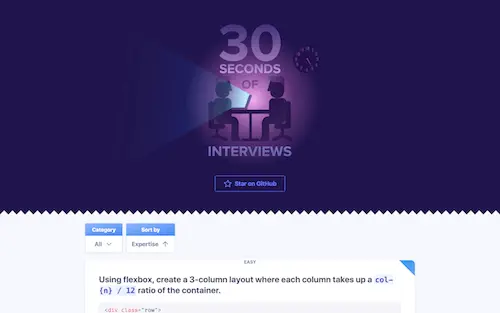 30
SECONDS
OF
INTERVIEWS
Star on GitHub
Category
Sort by
All
Expertise
EASY
Using flexbox, create a 3-column layout where each column takes up a col-
{n} / 12 ratio of the container.
<div class="row">